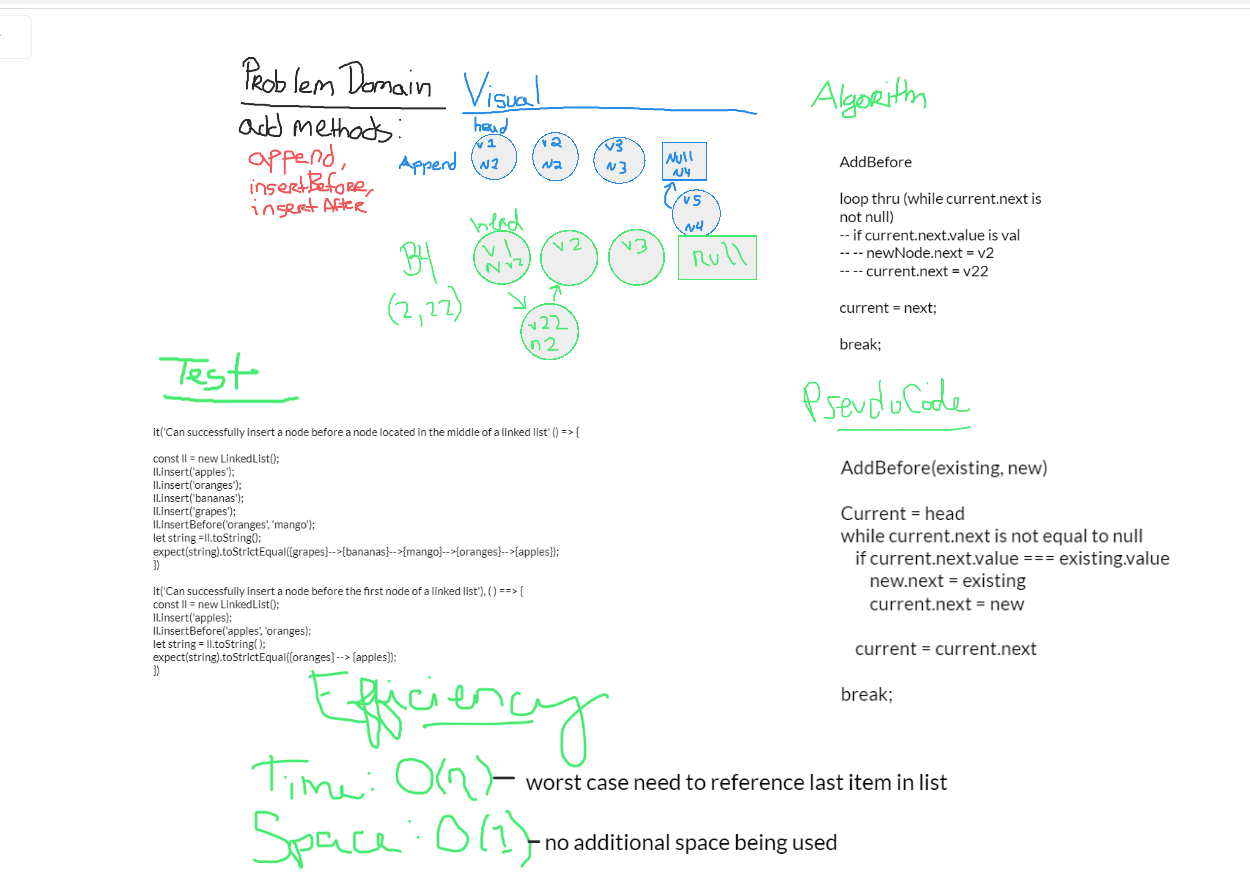 Problem Domain
add methods:
append,
insertBefore,
insert After
Visual
head
Append
v1
N2
v2
N2
v3
N3
Null
N4
v5
N4
head
B4
(2,22)
v1
N v2
v2
v3
Null
v22
n2
Algorithm
AddBefore
loop thru (while current.next is
not null)
-- if current.next.value is val
-- -- newNode.next = v2
-- -- current.next = v22
current = next;
break;
Test
it('Can successfully insert a node before a node located in the middle of a linked list' () => {
const ll = new LinkedList();
ll.insert('apples');
ll.insert('oranges');
ll.insert('bananas');
ll.insert('grapes');
ll.insertBefore('oranges', 'mango');
let string =ll.toString();
expect(string).toStrictEqual({grapes}-->{bananas}-->{mango}-->{oranges}-->{apples});
})
it('Can successfully insert a node before the first node of a linked list'), ( ) ==> {
const ll = new LinkedList();
ll.insert('apples);
ll.insertBefore('apples', 'oranges);
let string = ll.toString( );
expect(string).toStrictEqual({oranges} --> {apples});
})
PseudoCode
AddBefore(existing, new)
Current = head
while current.next is not equal to null
if current.next.value === existing.value
new.next = existing
current.next = new
current = current.next
break;
Efficiency
Time: O(n) — worst case need to reference last item in list
Space: O(1) – no additional space being used